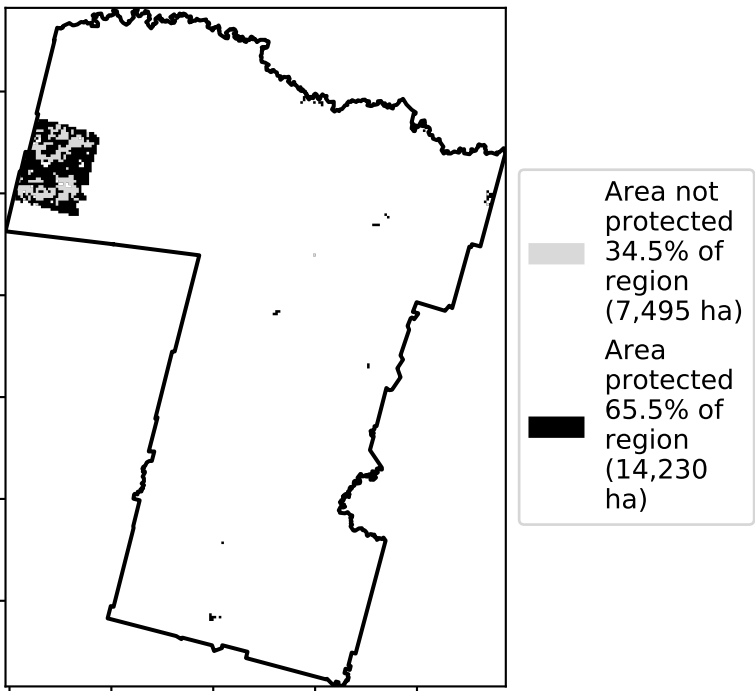 Area not
protected
34.5% of
region
(7,495 ha)
Area
protected
65.5% of
region
(14,230
ha)